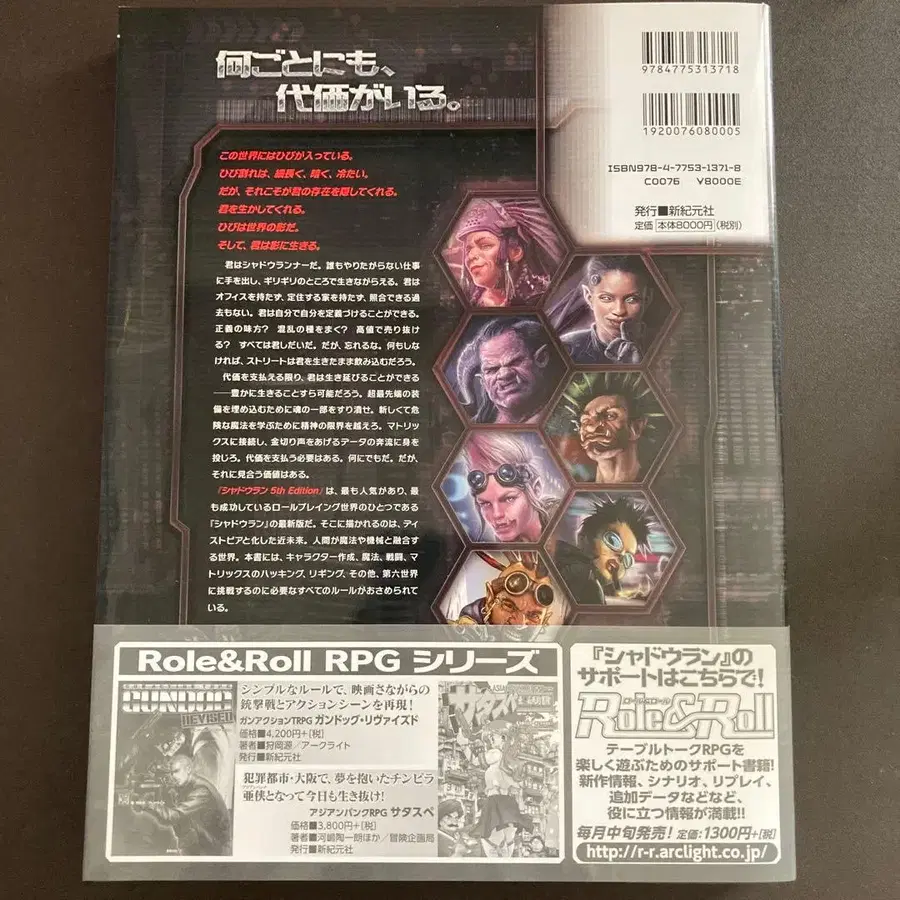 何ごとにも、
代価がいる。
9784775313718
1920076080005
ISBN978-4-7753-1371-8
C0076 ¥8000E
発行■新紀元社
定価 本体8000円(税別)
この世界にはひびが入っている。
ひび割れは、細長く、暗く、冷たい。
だが、それこそが君の存在を隠してくれる。
君を生かしてくれる。
ひびは世界の影だ。
そして、君は影に生きる。
君はシャドウランナーだ。誰もやりたがらない仕事
に手を出し、ギリギリのところで生きながらえる。君は
オフィスを持たず、定住する家を持たず、照合できる過
去もない。君は自分で自分を定義づけることができる。
正義の味方? 混乱の種をまく? 高値で売り抜け
る? すべては君しだいだ。だが、忘れるな。何もしな
ければ、ストリートは君を生きたまま飲み込むだろう。
代価を支払える限り、君は生き延びることができる
――豊かに生きることすら可能だろう。超最先端の装
備を埋め込むために魂の一部をすり潰せ。新しくて危
険な魔法を学ぶために精神の限界を越えろ。マトリッ
クスに接続し、金切り声をあげるデータの奔流に身を
投じろ。代価を支払う必要はある。何にでもだ。だが、
それに見合う価値はある。
『シャドウラン 5th Edition』は、最も人気があり、最
も成功しているロールプレイング世界のひとつである
『シャドウラン』の最新版だ。そこに描かれるのは、ディ
ストピアと化した近未来。人間が魔法や機械と融合す
る世界。本書には、キャラクター作成、魔法、戦闘、マ
トリックスのハッキング、リギング、その他、第六世界
に挑戦するのに必要なすべてのルールがおさめられて
いる。
Role&Roll RPG シリーズ
GUNDOG
REVISED
シンプルなルールで、映画さながらの
銃撃戦とアクションシーンを再現!
ガンアクションTRPG ガンドッグ・リヴァイズド
価格■4,200円+[税]
著者■狩岡源/アークライト
発行■新紀元社
犯罪都市・大阪で、夢を抱いたチンピラ
亜侠となって今日も生き抜け!
アジアンパンクRPG サタスペ
価格■3,800円+[税]
著者■河嶋陶一朗ほか/冒険企画局
発行■新紀元社
サタスペ
『シャドウラン』の
サポートはこちらで!
Role&Roll
テーブルトークRPGを
楽しく遊ぶためのサポート書籍!
新作情報、シナリオ、リプレイ、
追加データなどなど、
役に立つ情報が満載!!
毎月中旬発売! 定価:1300円+[税]
http://r-r.arclight.co.jp/